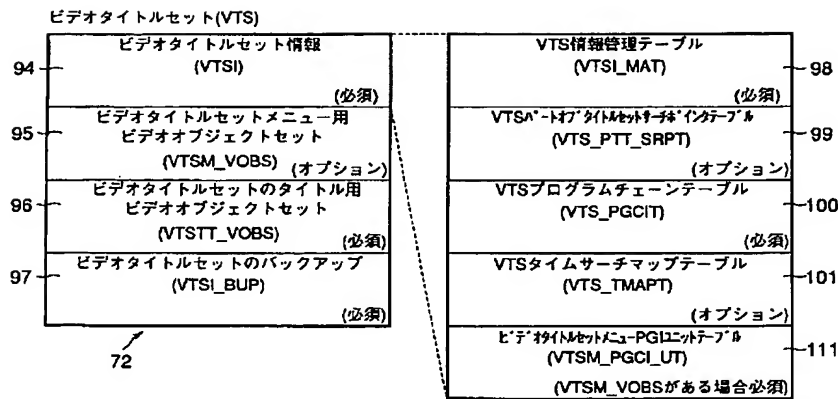 ビデオタイトルセット(VTS)
94
ビデオタイトルセット情報
(VTSI)
(必須)
95
ビデオタイトルセットメニュー用
ビデオオブジェクトセット
(VTSM_VOBS)
(オプション)
96
ビデオタイトルセットのタイトル用
ビデオオブジェクトセット
(VTSTT_VOBS)
(必須)
97
ビデオタイトルセットのバックアップ
(VTSI_BUP)
(必須)
72
VTS情報管理テーブル
(VTSI_MAT)
(必須)
98
VTSパートオブタイトルセットサーチポインタテーブル
(VTS_PTT_SRPT)
(オプション)
99
VTSプログラムチェーンテーブル
(VTS_PGCIT)
(必須)
100
VTSタイムサーチマップテーブル
(VTS_TMAPT)
(オプション)
101
ビデオタイトルセットメニューPGIユニットテーブル
(VTSM_PGCI_UT)
(VTSM_VOBSがある場合必須)
111